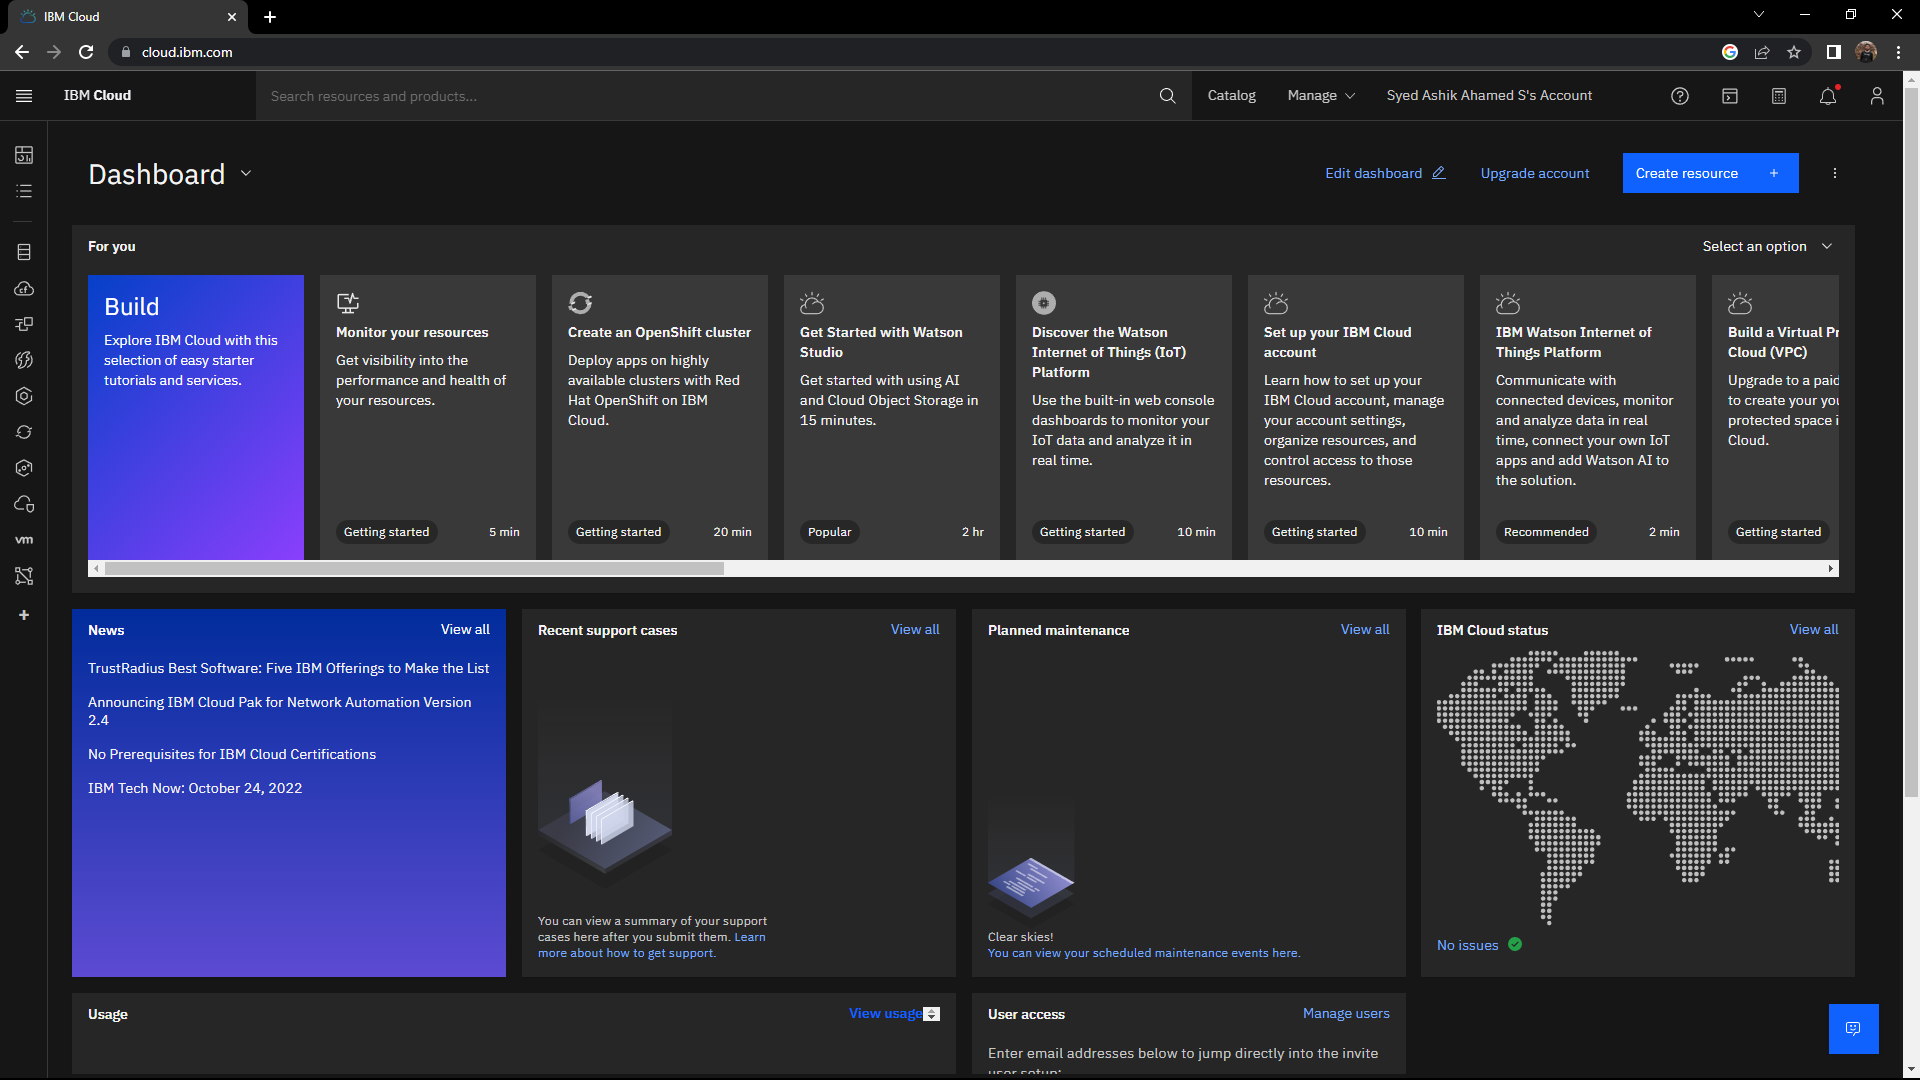 IBM Cloud
cloud.ibm.com
IBM Cloud
Search resources and products...
Catalog
Manage
Syed Ashik Ahamed S's Account
Dashboard
Edit dashboard
Upgrade account
Create resource
For you
Select an option
Build
Explore IBM Cloud with this
selection of easy starter
tutorials and services.
Monitor your resources
Get visibility into the
performance and health of
your resources.
Getting started
5 min
Create an OpenShift cluster
Deploy apps on highly
available clusters with Red
Hat OpenShift on IBM
Cloud.
Getting started
20 min
Get Started with Watson
Studio
Get started with using AI
and Cloud Object Storage in
15 minutes.
Popular
2 hr
Discover the Watson
Internet of Things (IoT)
Platform
Use the built-in web console
dashboards to monitor your
IoT data and analyze it in
real time.
Getting started
10 min
Set up your IBM Cloud
account
Learn how to set up your
IBM Cloud account, manage
your account settings,
organize resources, and
control access to those
resources.
Getting started
10 min
IBM Watson Internet of
Things Platform
Communicate with
connected devices, monitor
and analyze data in real
time, connect your own IoT
apps and add Watson AI to
the solution.
Recommended
2 min
Build a Virtual Pr
Cloud (VPC)
Upgrade to a paid
to create your you
protected space i
Cloud.
Getting started
vm
News
View all
TrustRadius Best Software: Five IBM Offerings to Make the List
Announcing IBM Cloud Pak for Network Automation Version
2.4
No Prerequisites for IBM Cloud Certifications
IBM Tech Now: October 24, 2022
Recent support cases
View all
You can view a summary of your support
cases here after you submit them. Learn
more about how to get support.
Planned maintenance
View all
Clear skies!
You can view your scheduled maintenance events here.
IBM Cloud status
View all
No issues
Usage
View usage
User access
Manage users
Enter email addresses below to jump directly into the invite
user setup: